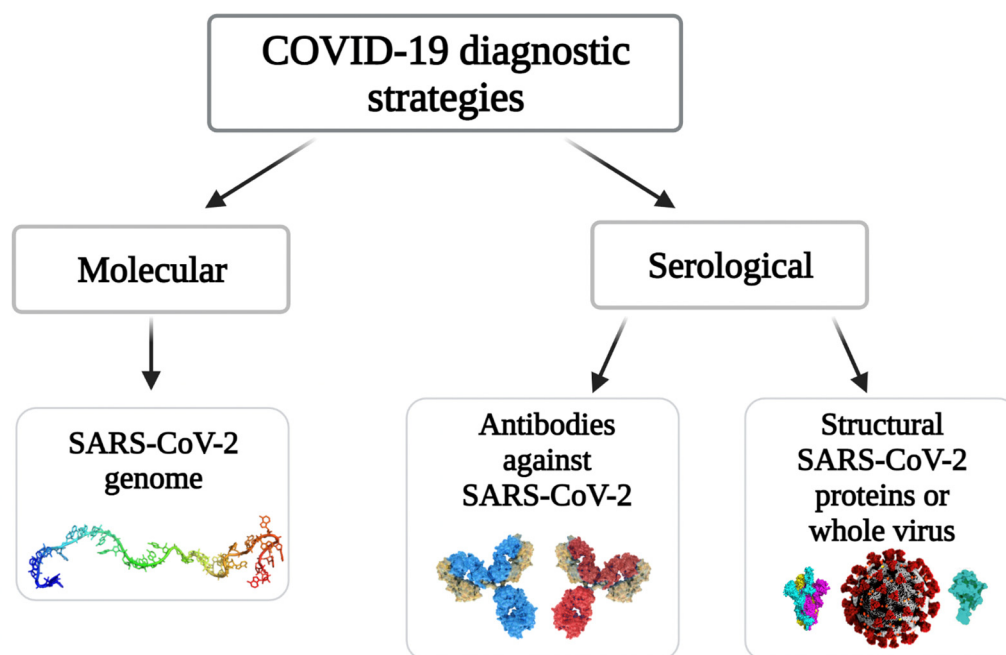 COVID-19 diagnostic
strategies
Molecular
Serological
SARS-CoV-2
genome
Antibodies
against
SARS-CoV-2
Structural
SARS-CoV-2
proteins or
whole virus